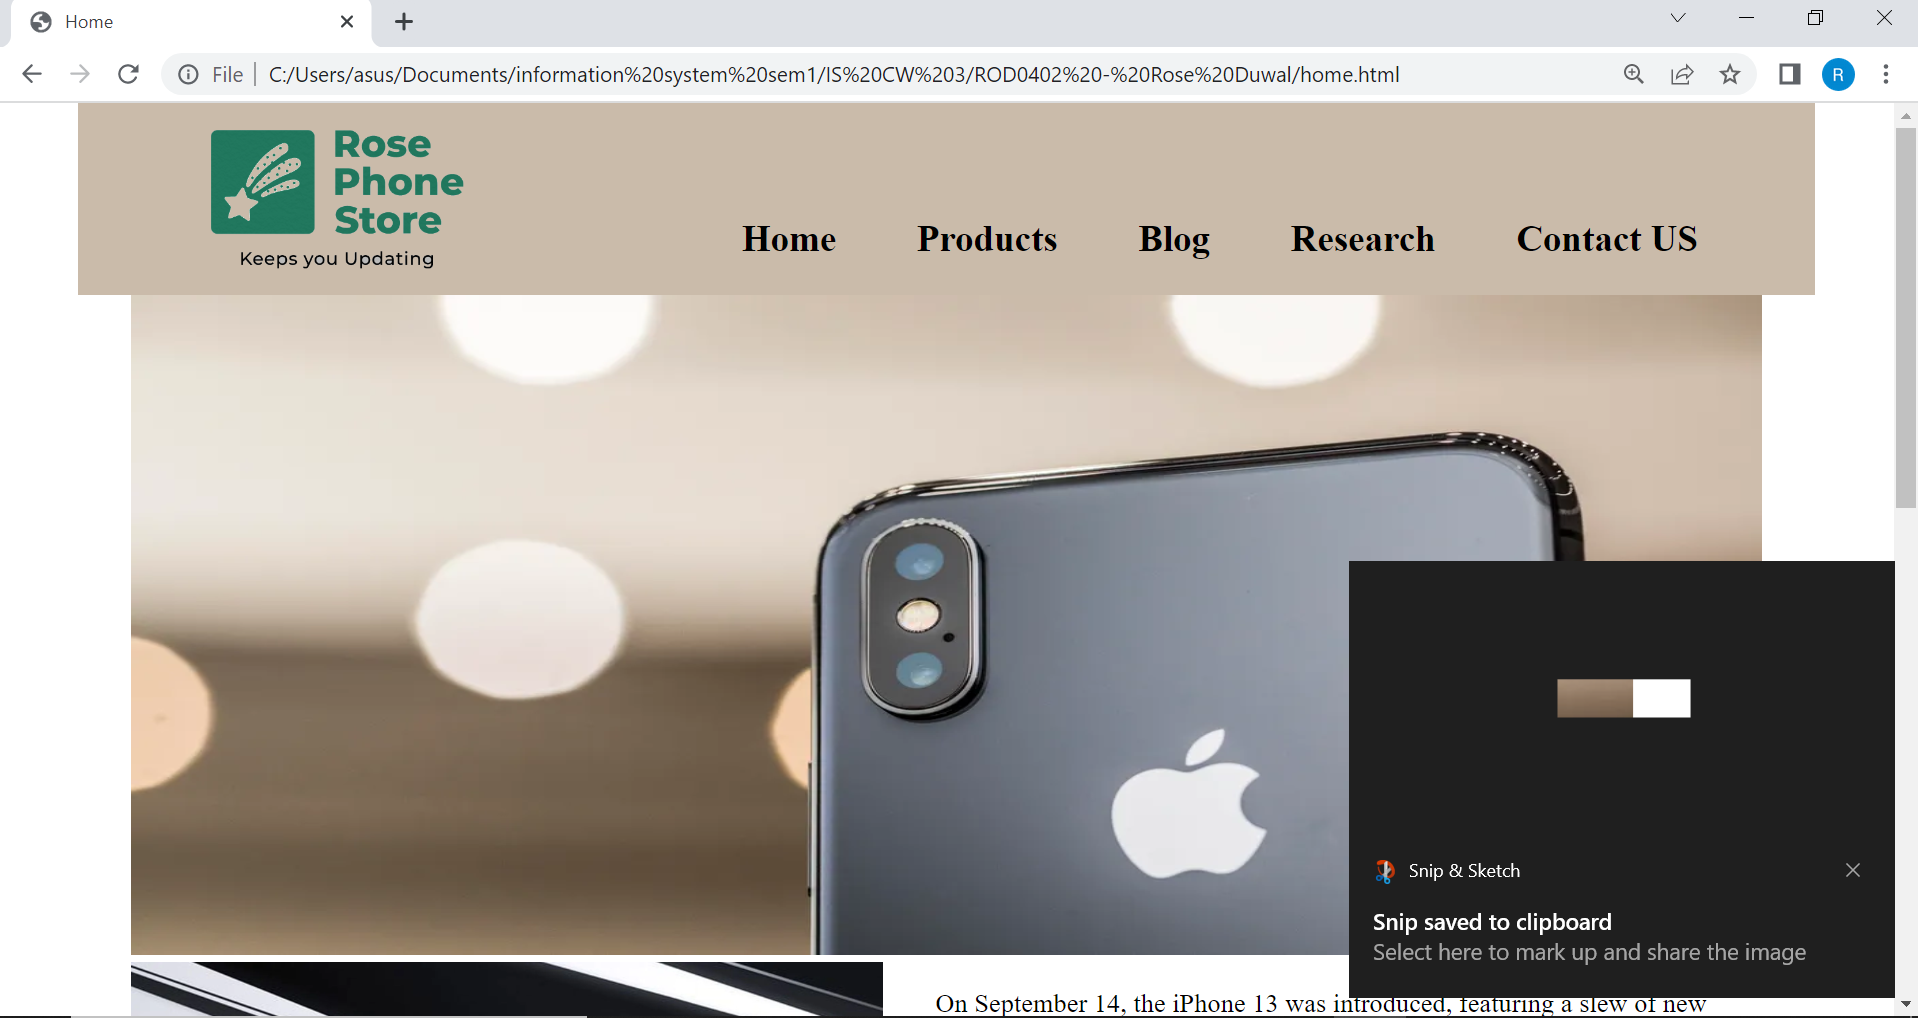 Home
File
C:/Users/asus/Documents/information%20system%20sem1/IS%20CW%203/ROD0402%20-%20Rose%20Duwal/home.html
R
Rose
Phone
Store
Keeps you Updating
Home Products Blog Research Contact US
Snip & Sketch
Snip saved to clipboard
Select here to mark up and share the image
On September 14, the iPhone 13 was introduced, featuring a slew of new